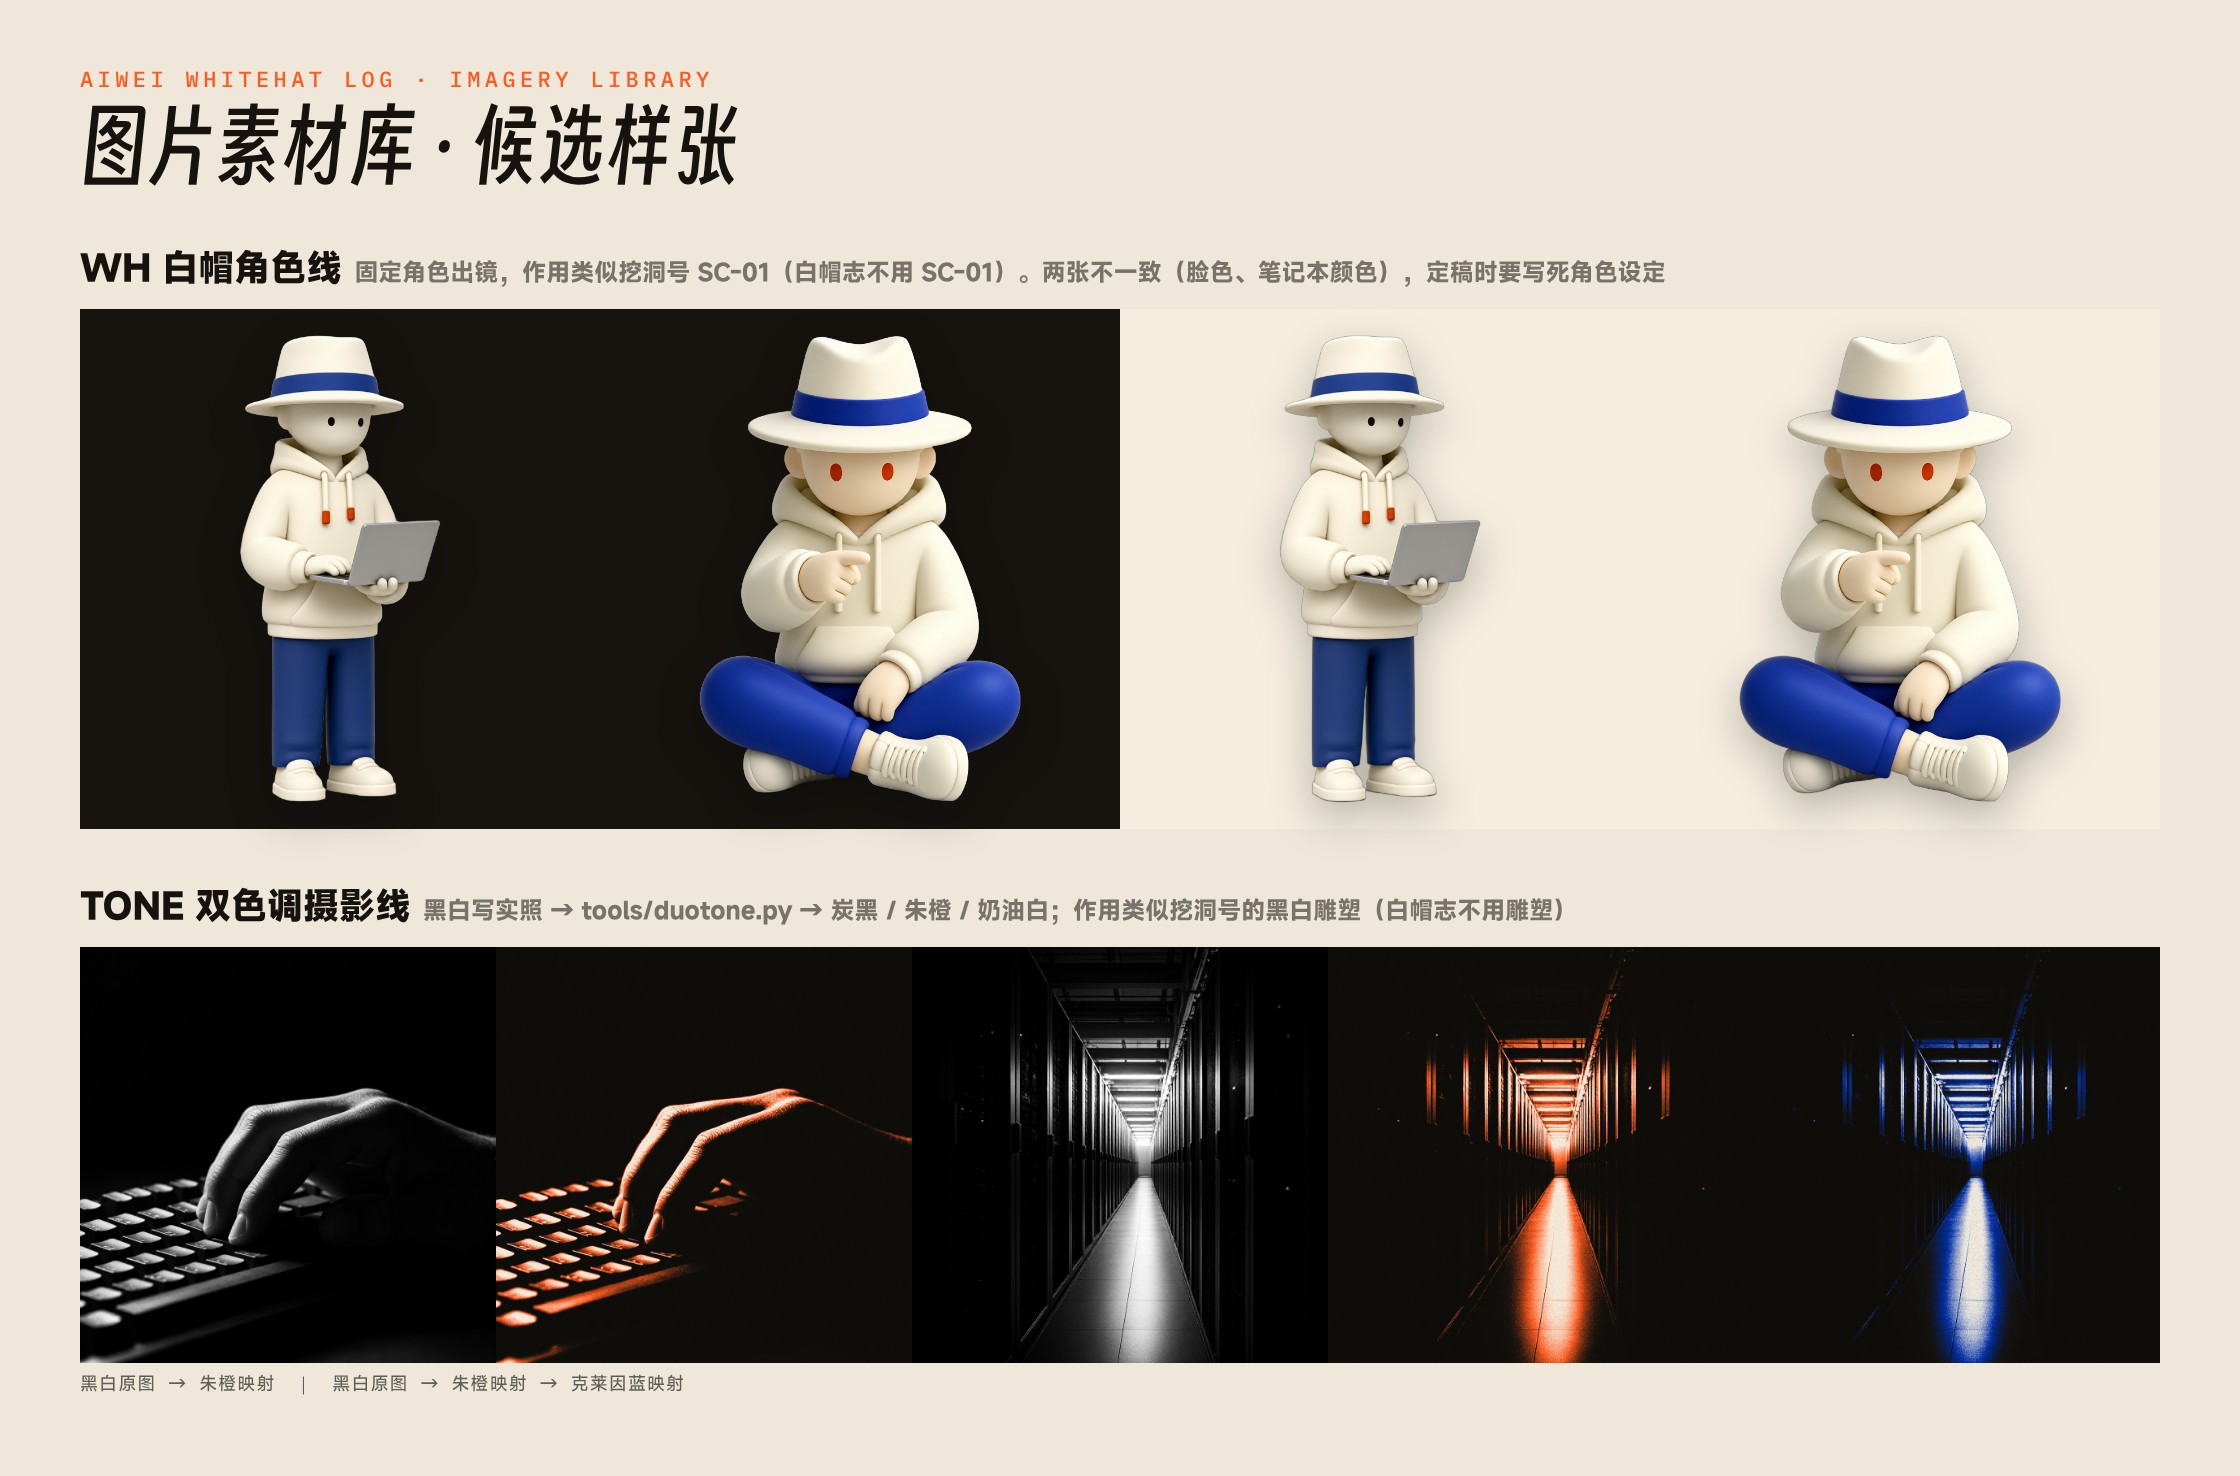 AIWEI WHITEHAT LOG · IMAGERY LIBRARY
图片素材库·候选样张
WH 白帽角色线 固定角色出镜，作用类似挖洞号 SC-01（白帽志不用 SC-01）。两张不一致（脸色、笔记本颜色），定稿时要写死角色设定
TONE 双色调摄影线 黑白写实照 → tools/duotone.py → 炭黑 / 朱橙 / 奶油白；作用类似挖洞号的黑白雕塑（白帽志不用雕塑）
黑白原图 → 朱橙映射 ｜ 黑白原图 → 朱橙映射 → 克莱因蓝映射